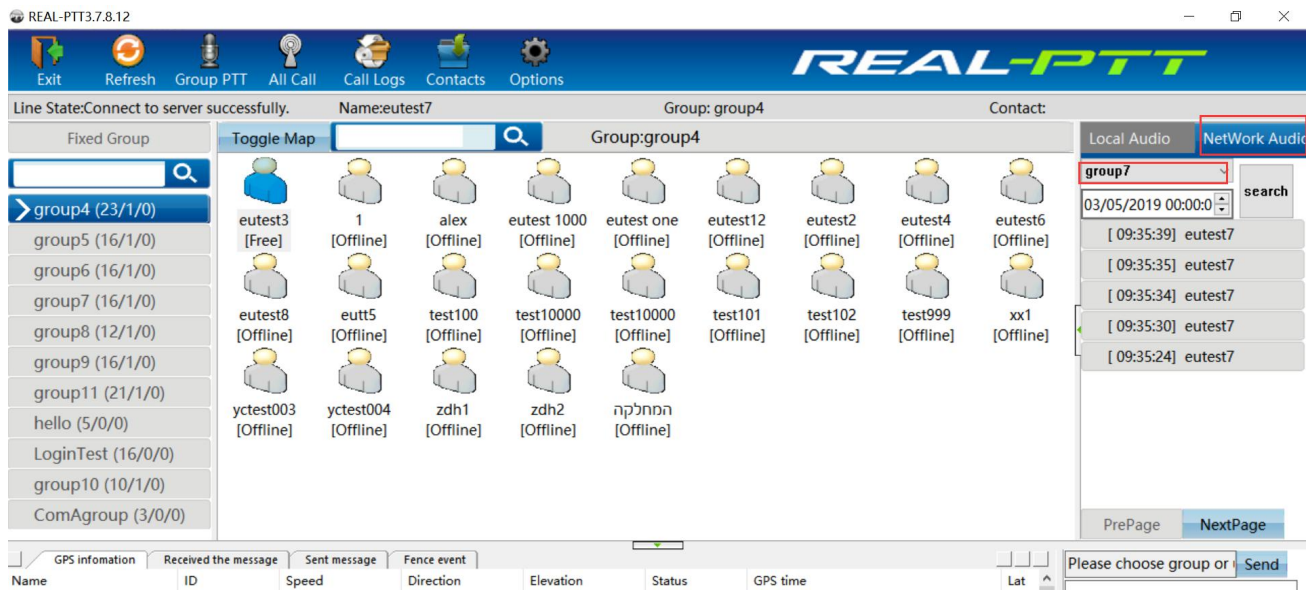 REAL-PTT3.7.8.12
Exit Refresh Group PTT All Call Call Logs Contacts Options REAL-PTT
Line State:Connect to server successfully. Name:eutest7 Group: group4 Contact:
Fixed Group
group4 (23/1/0)
group5 (16/1/0)
group6 (16/1/0)
group7 (16/1/0)
group8 (12/1/0)
group9 (16/1/0)
group11 (21/1/0)
hello (5/0/0)
LoginTest (16/0/0)
group10 (10/1/0)
ComAgroup (3/0/0)
Toggle Map Group:group4
eutest3 1 alex eutest 1000 eutest one eutest12 eutest2 eutest4 eutest6
[Free] [Offline] [Offline] [Offline] [Offline] [Offline] [Offline] [Offline] [Offline]
eutest8 eutt5 test100 test10000 test10000 test101 test102 test999 xx1
[Offline] [Offline] [Offline] [Offline] [Offline] [Offline] [Offline] [Offline] [Offline]
yctest003 yctest004 zdh1 zdh2 המחלקה
[Offline] [Offline] [Offline] [Offline] [Offline]
Local Audio NetWork Audio
group7
search
03/05/2019 00:00:0
[ 09:35:39] eutest7
[ 09:35:35] eutest7
[ 09:35:34] eutest7
[ 09:35:30] eutest7
[ 09:35:24] eutest7
PrePage NextPage
GPS infomation Received the message Sent message Fence event
Name ID Speed Direction Elevation Status GPS time Lat
Please choose group or Send